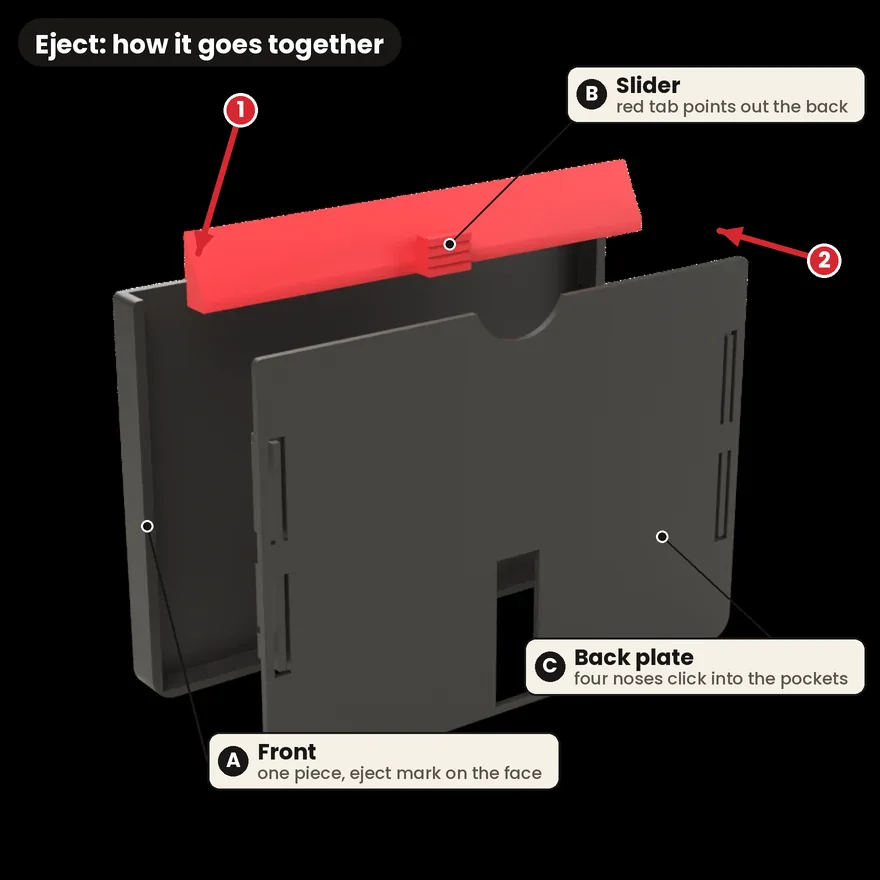 Eject: how it goes together
1
B
Slider
red tab points out the back
2
C
Back plate
four noses click into the pockets
A
Front
one piece, eject mark on the face